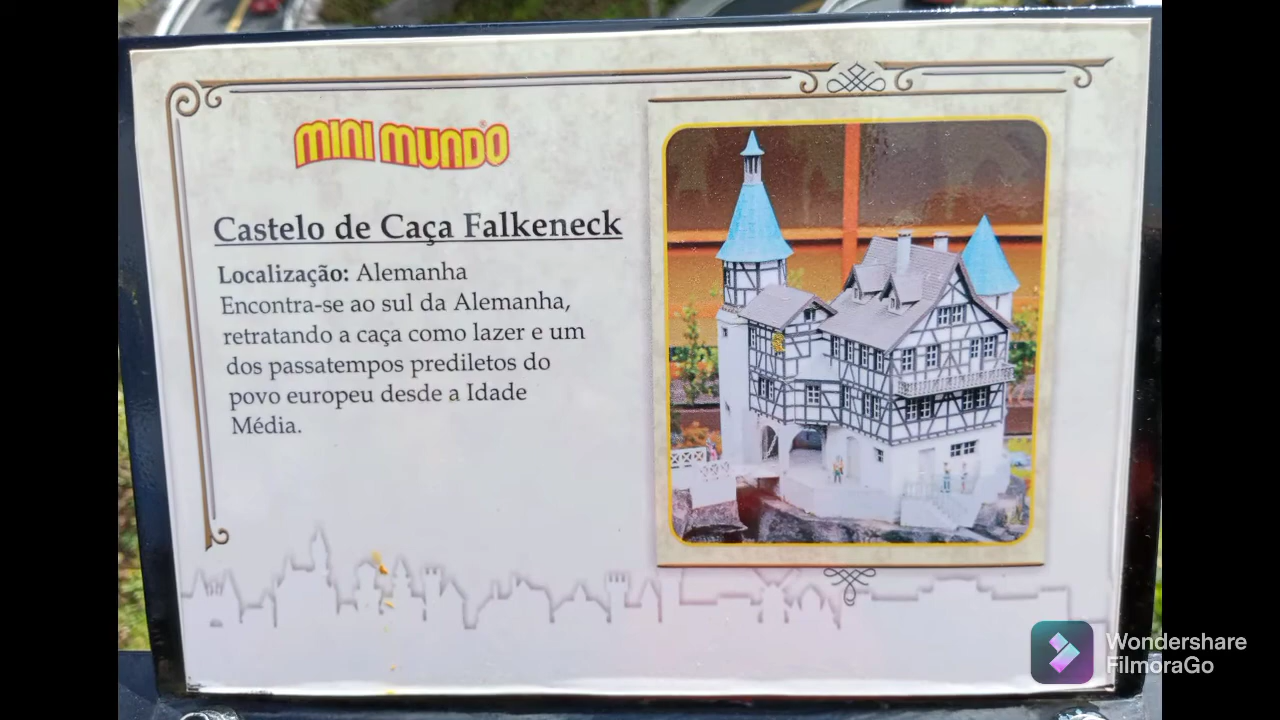 MINI MUNDO®
Castelo de Caça Falkeneck
Localização: Alemanha
Encontra-se ao sul da Alemanha,
retratando a caça como lazer e um
dos passatempos prediletos do
povo europeu desde a Idade
Média.
Wondershare
FilmoraGo